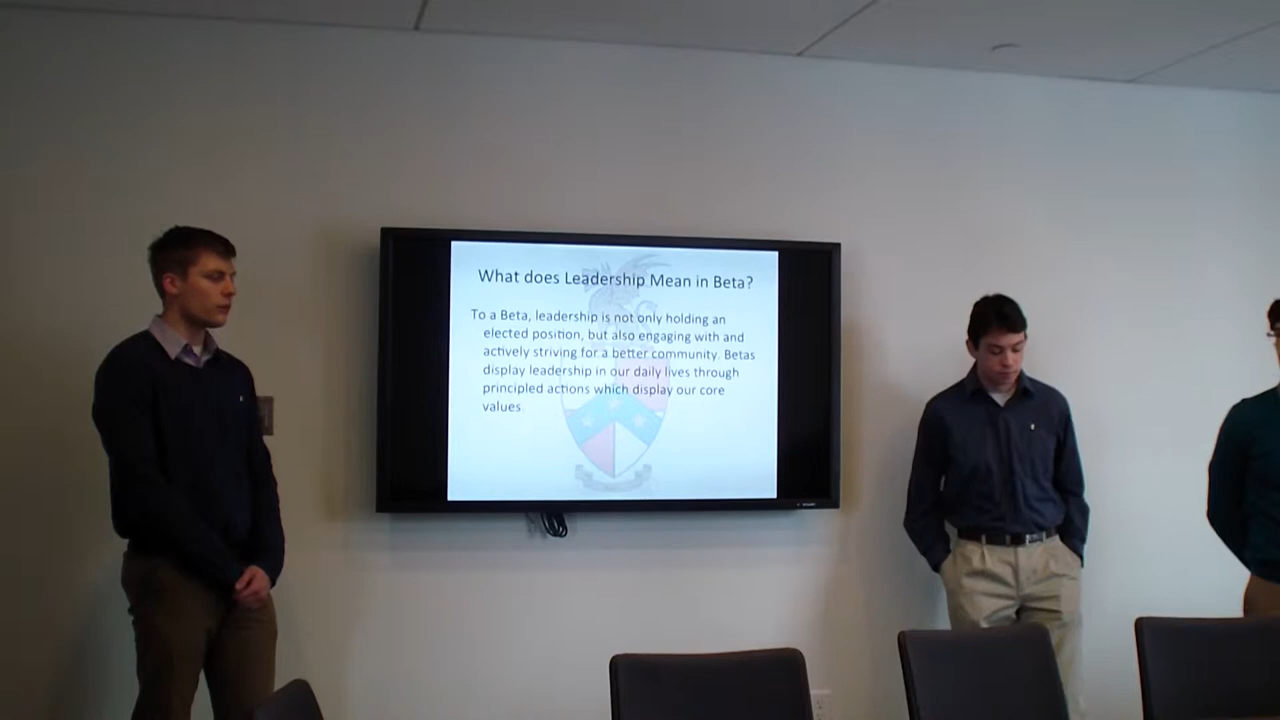 What does Leadership Mean in Beta?
To a Beta, leadership is not only holding an
elected position, but also engaging with and
actively striving for a better community. Betas
display leadership in our daily lives through
principled actions which display our core
values.